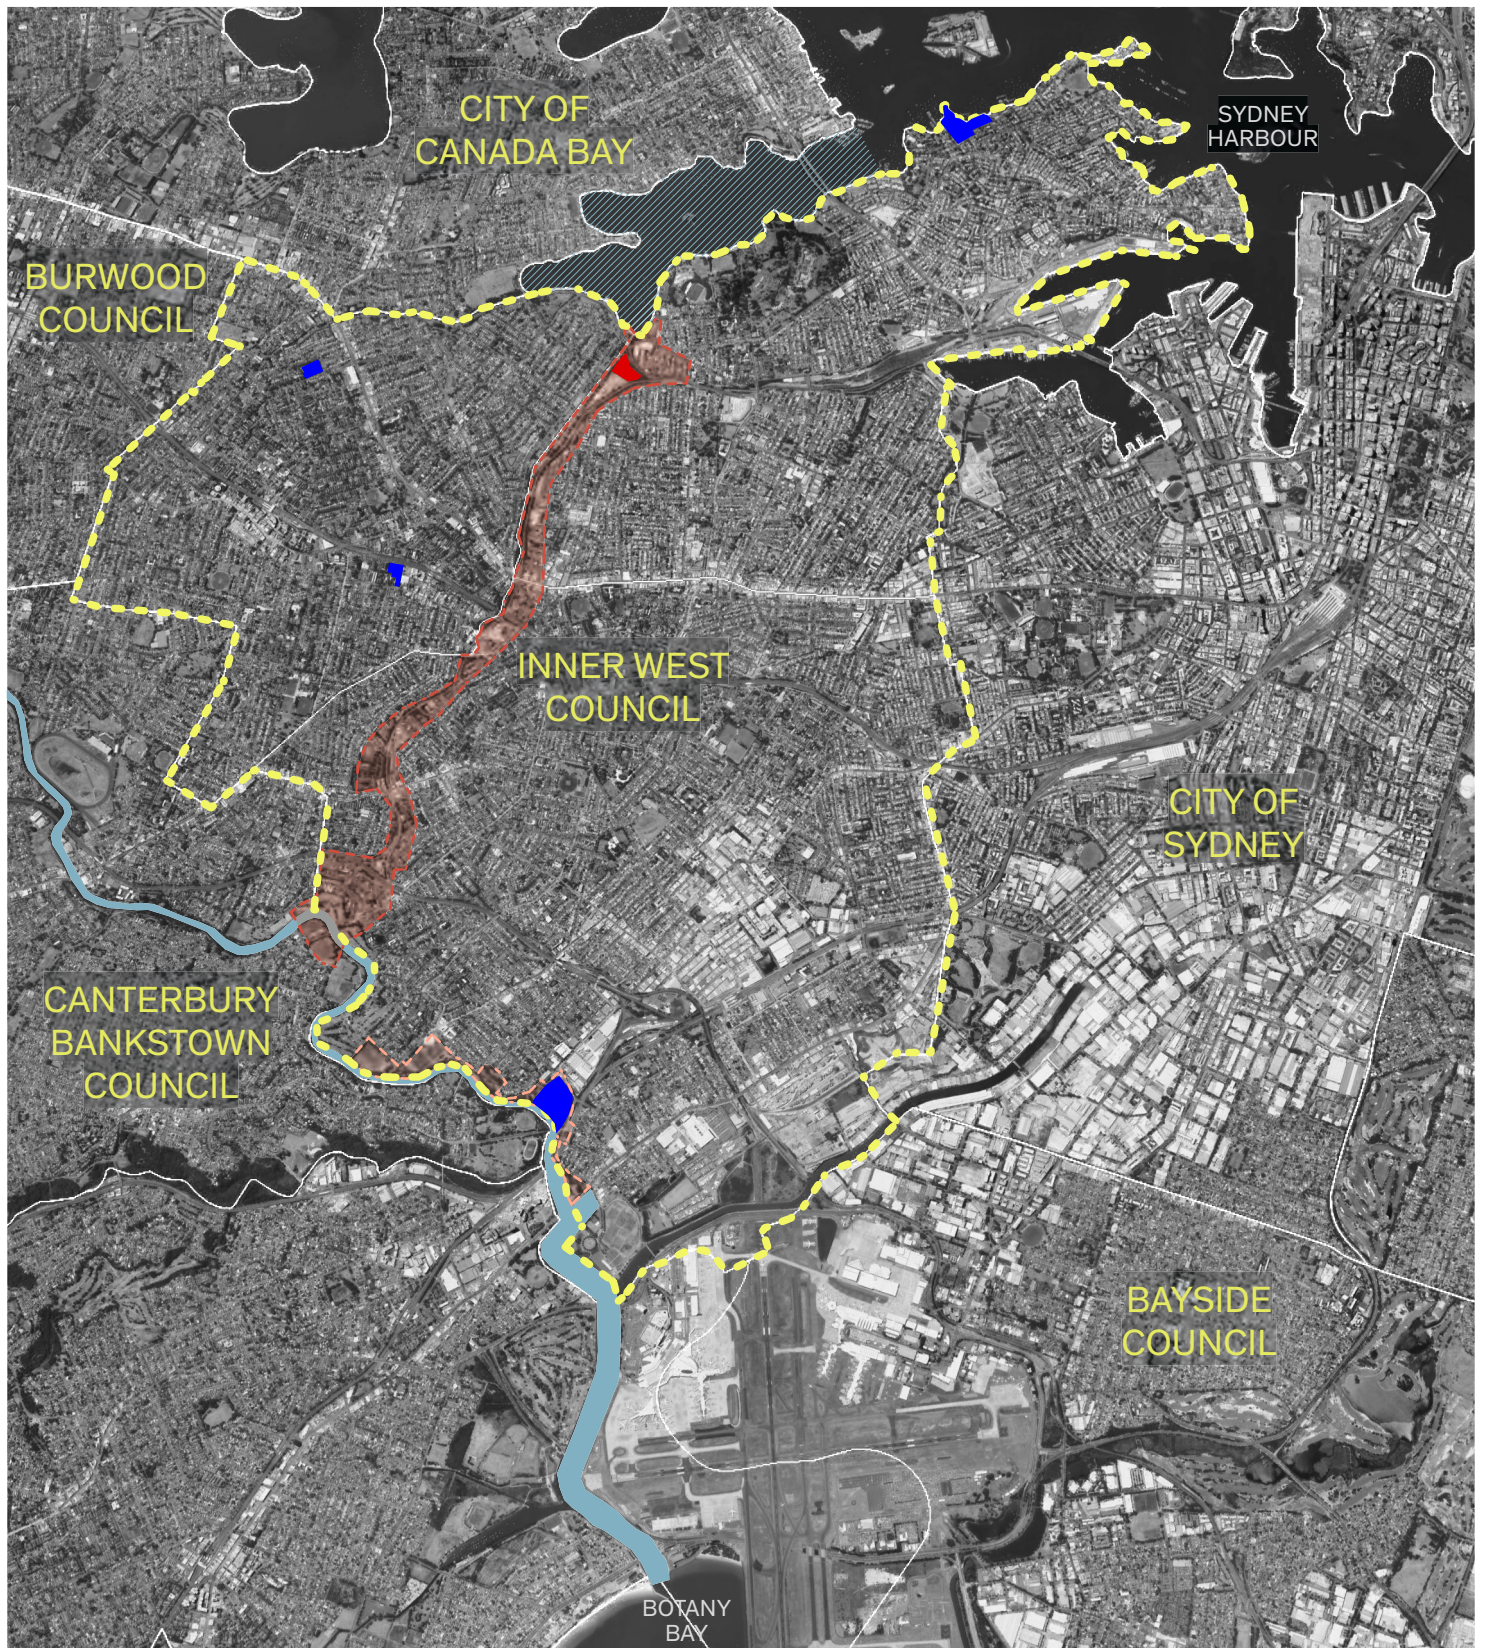 CITY OF
CANADA BAY
SYDNEY
HARBOUR
BURWOOD
COUNCIL
INNER WEST
COUNCIL
CITY OF
SYDNEY
CANTERBURY
BANKSTOWN
COUNCIL
BAYSIDE
COUNCIL
BOTANY
BAY